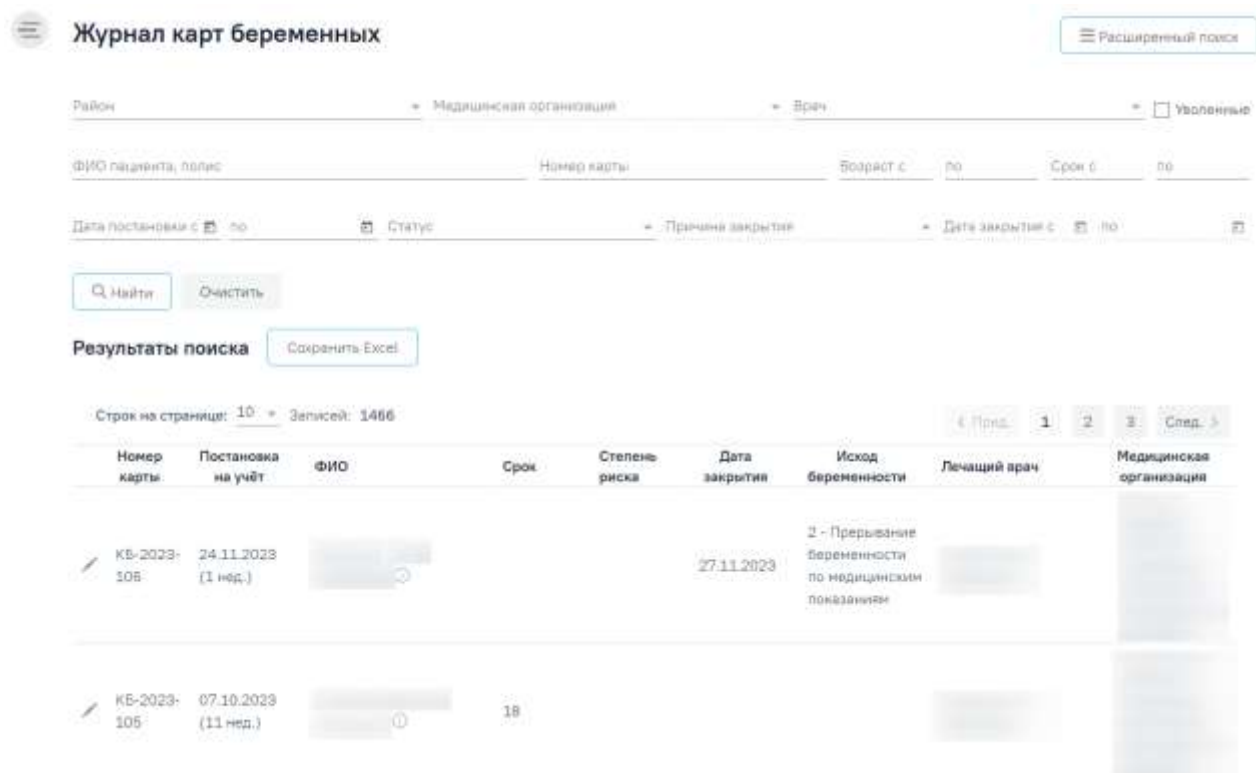 Журнал карт беременных
Расширенный поиск
Район Медицинская организация Врач Уволенные
ФИО пациента, полис Номер карты Возраст с по Срок с по
Дата постановки с по Статус Причина закрытия Дата закрытия с по
Найти Очистить
Результаты поиска Сохранить Excel
Строк на странице: 10 Записей: 1466 < Пред. 1 2 3 След. >
Номер Постановка ФИО Срок Степень Дата Исход Лечащий врач Медицинская
карты на учёт риска закрытия беременности организация
2 - Прерывание
КБ-2023- 24.11.2023 беременности
106 (1 нед.) 27.11.2023 по медицинским
показаниям
КБ-2023- 07.10.2023 18
105 (11 нед.)